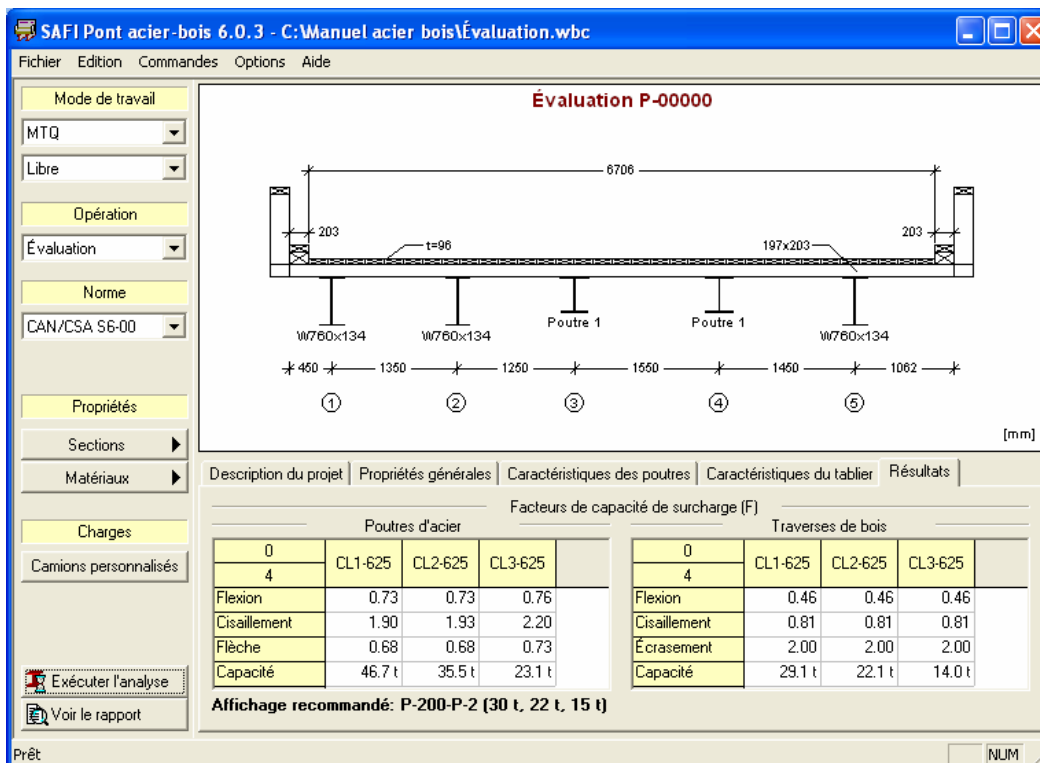 SAFI Pont acier-bois 6.0.3 - C:\Manuel acier bois\Évaluation.wbc
Fichier Edition Commandes Options Aide
Mode de travail
MTQ
Libre
Opération
Évaluation
Norme
CAN/CSA S6-00
Propriétés
Sections
Matériaux
Charges
Camions personnalisés
Exécuter l'analyse
Voir le rapport
Évaluation P-00000
6706
203 t=96 197x203 203
W760x134 W760x134 Poutre 1 Poutre 1 W760x134
450 1350 1250 1550 1450 1062
1 2 3 4 5
[mm]
Description du projet Propriétés générales Caractéristiques des poutres Caractéristiques du tablier Résultats
Facteurs de capacité de surcharge (F)
Poutres d'acier
0 CL1-625 CL2-625 CL3-625
4
Flexion 0.73 0.73 0.76
Cisaillement 1.90 1.93 2.20
Flèche 0.68 0.68 0.73
Capacité 46.7 t 35.5 t 23.1 t
Traverses de bois
0 CL1-625 CL2-625 CL3-625
4
Flexion 0.46 0.46 0.46
Cisaillement 0.81 0.81 0.81
Écrasement 2.00 2.00 2.00
Capacité 29.1 t 22.1 t 14.0 t
Affichage recommandé: P-200-P-2 (30 t, 22 t, 15 t)
Prêt NUM